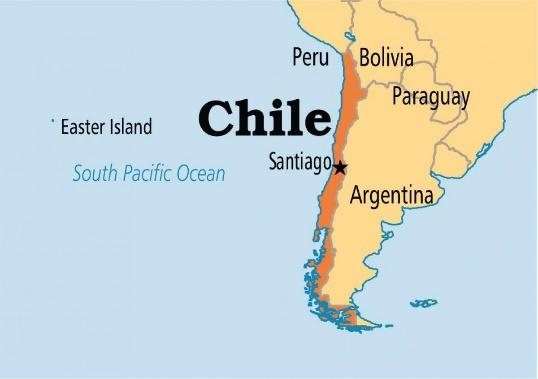 Peru
Bolivia
Paraguay
Chile
Easter Island
Santiago
South Pacific Ocean
Argentina